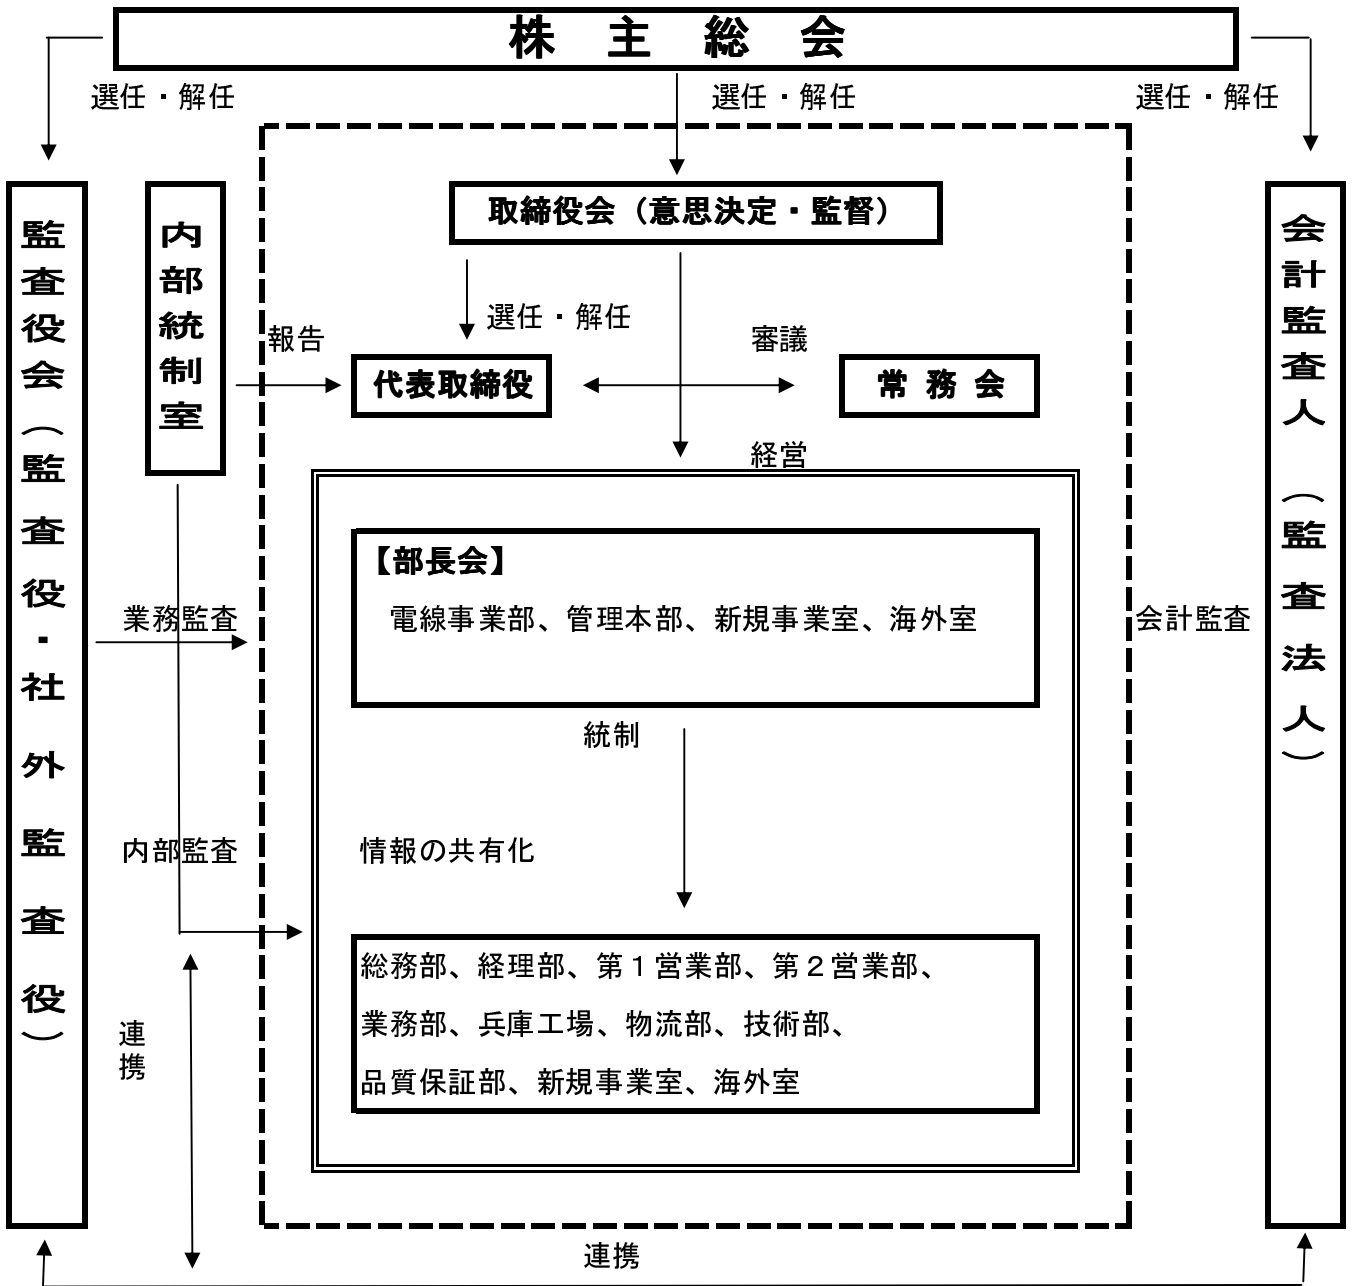 株 主 総 会
選任・解任
選任・解任
選任・解任
監査役会（監査役・社外監査役）
内部統制室
取締役会（意思決定・監督）
会計監査人（監査法人）
選任・解任
報告
審議
代表取締役
常 務 会
経営
【部長会】
電線事業部、管理本部、新規事業室、海外室
業務監査
会計監査
統制
内部監査
情報の共有化
総務部、経理部、第１営業部、第２営業部、
業務部、兵庫工場、物流部、技術部、
品質保証部、新規事業室、海外室
連携
連携